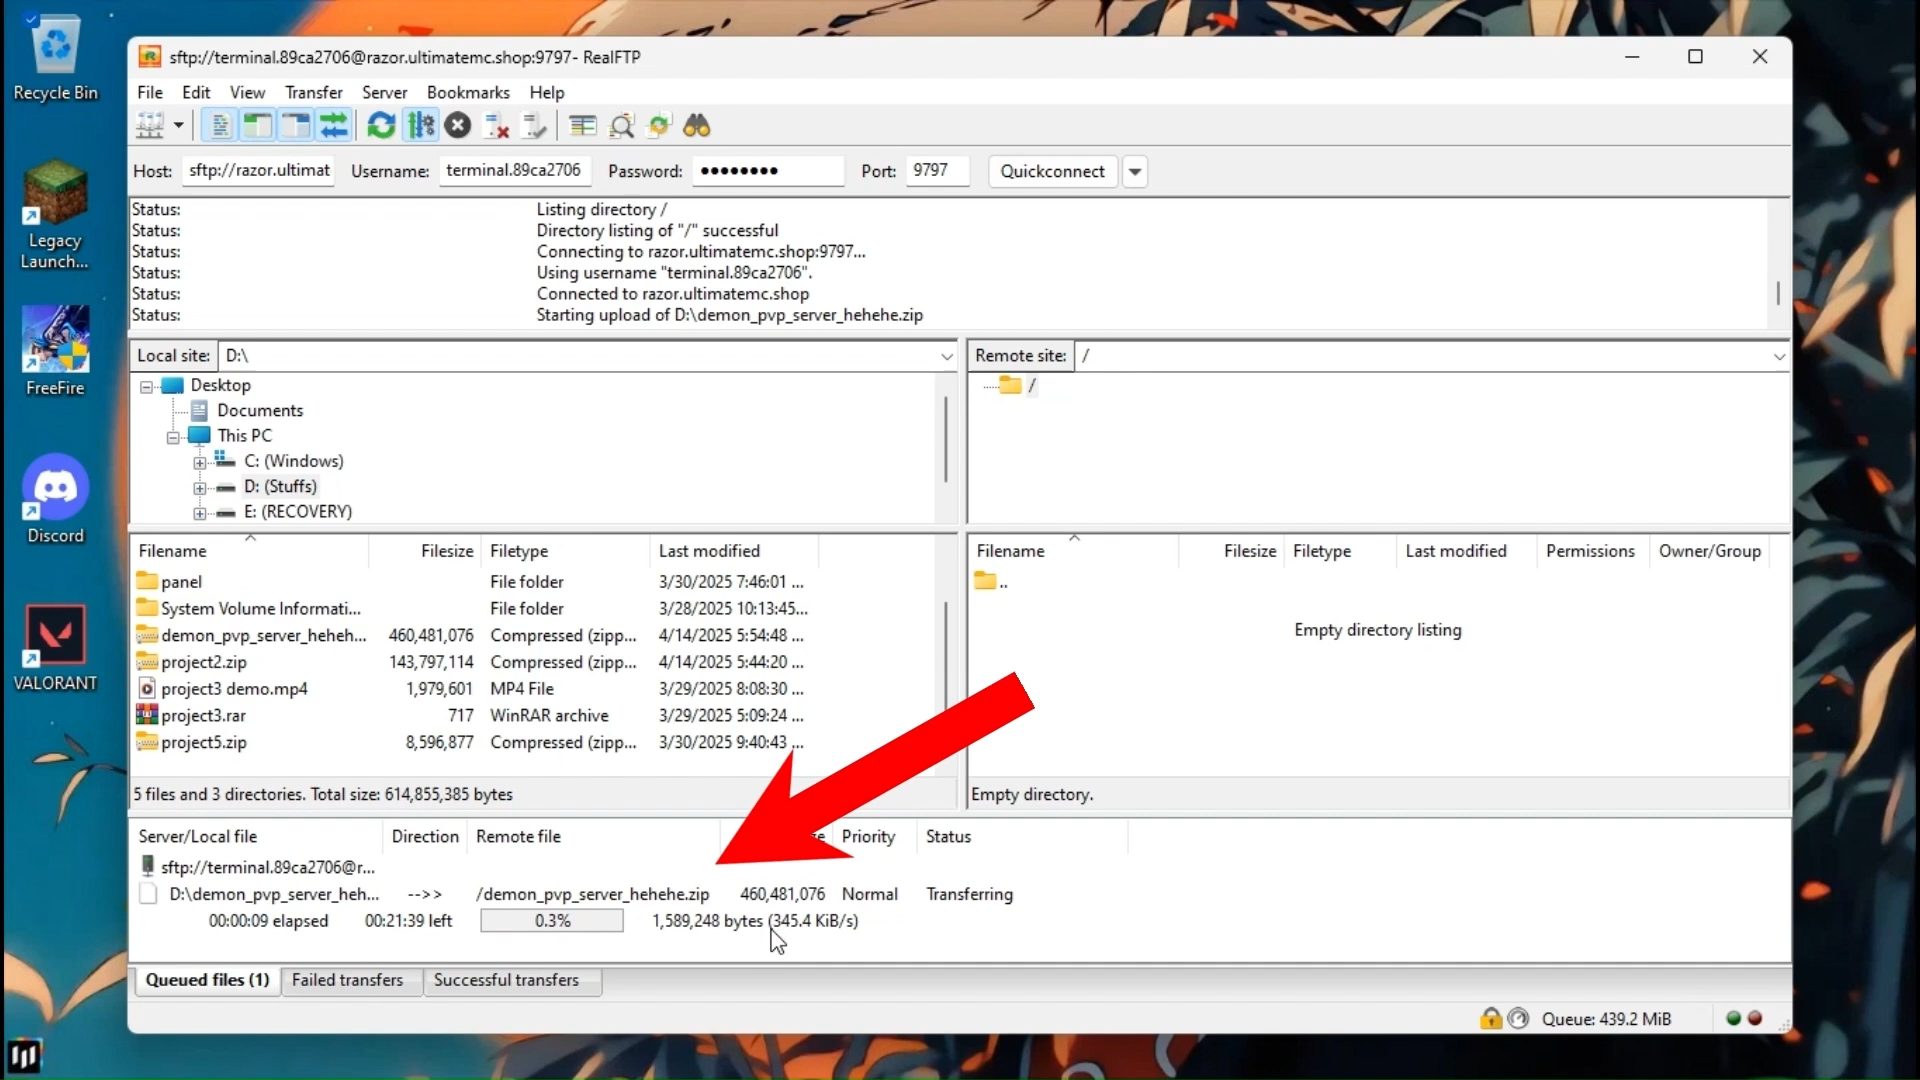 Recycle Bin
Legacy
Launch...
FreeFire
Discord
VALORANT
sftp://terminal.89ca2706@razor.ultimatemc.shop:9797- RealFTP
File Edit View Transfer Server Bookmarks Help
Host: sftp://razor.ultimat Username: terminal.89ca2706 Password: •••••••• Port: 9797 Quickconnect
Status: Listing directory /
Status: Directory listing of "/" successful
Status: Connecting to razor.ultimatemc.shop:9797...
Status: Using username "terminal.89ca2706".
Status: Connected to razor.ultimatemc.shop
Status: Starting upload of D:\demon_pvp_server_hehehe.zip
Local site: D:\
Desktop
Documents
This PC
C: (Windows)
D: (Stuffs)
E: (RECOVERY)
Remote site: /
/
Filename Filesize Filetype Last modified
panel File folder 3/30/2025 7:46:01 ...
System Volume Informati... File folder 3/28/2025 10:13:45...
demon_pvp_server_heheh... 460,481,076 Compressed (zipp... 4/14/2025 5:54:48 ...
project2.zip 143,797,114 Compressed (zipp... 4/14/2025 5:44:20 ...
project3 demo.mp4 1,979,601 MP4 File 3/29/2025 8:08:30 ...
project3.rar 717 WinRAR archive 3/29/2025 5:09:24 ...
project5.zip 8,596,877 Compressed (zipp... 3/30/2025 9:40:43 ...
5 files and 3 directories. Total size: 614,855,385 bytes
Filename Filesize Filetype Last modified Permissions Owner/Group
..
Empty directory listing
Empty directory.
Server/Local file Direction Remote file Priority Status
sftp://terminal.89ca2706@r...
D:\demon_pvp_server_heh... -->> /demon_pvp_server_hehehe.zip 460,481,076 Normal Transferring
00:00:09 elapsed 00:21:39 left 0.3% 1,589,248 bytes (345.4 KiB/s)
Queued files (1) Failed transfers Successful transfers
Queue: 439.2 MiB